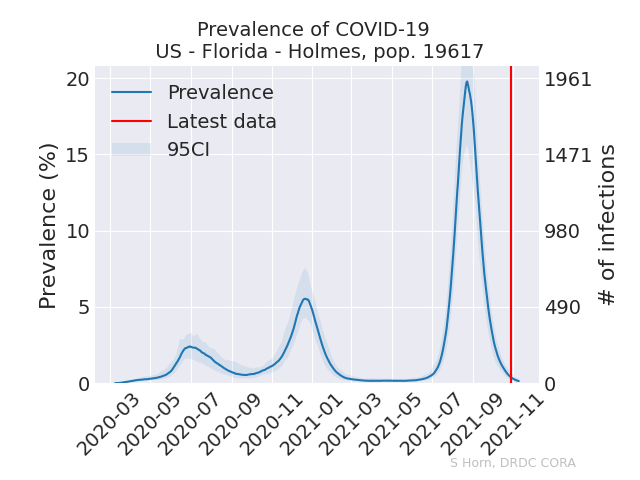 Prevalence of COVID-19
US - Florida - Holmes, pop. 19617
Prevalence
Latest data
95CI
Prevalence (%)
20
15
10
5
0
1961
1471
980
490
0
# of infections
2020-03
2020-05
2020-07
2020-09
2020-11
2021-01
2021-03
2021-05
2021-07
2021-09
2021-11
S Horn, DRDC CORA